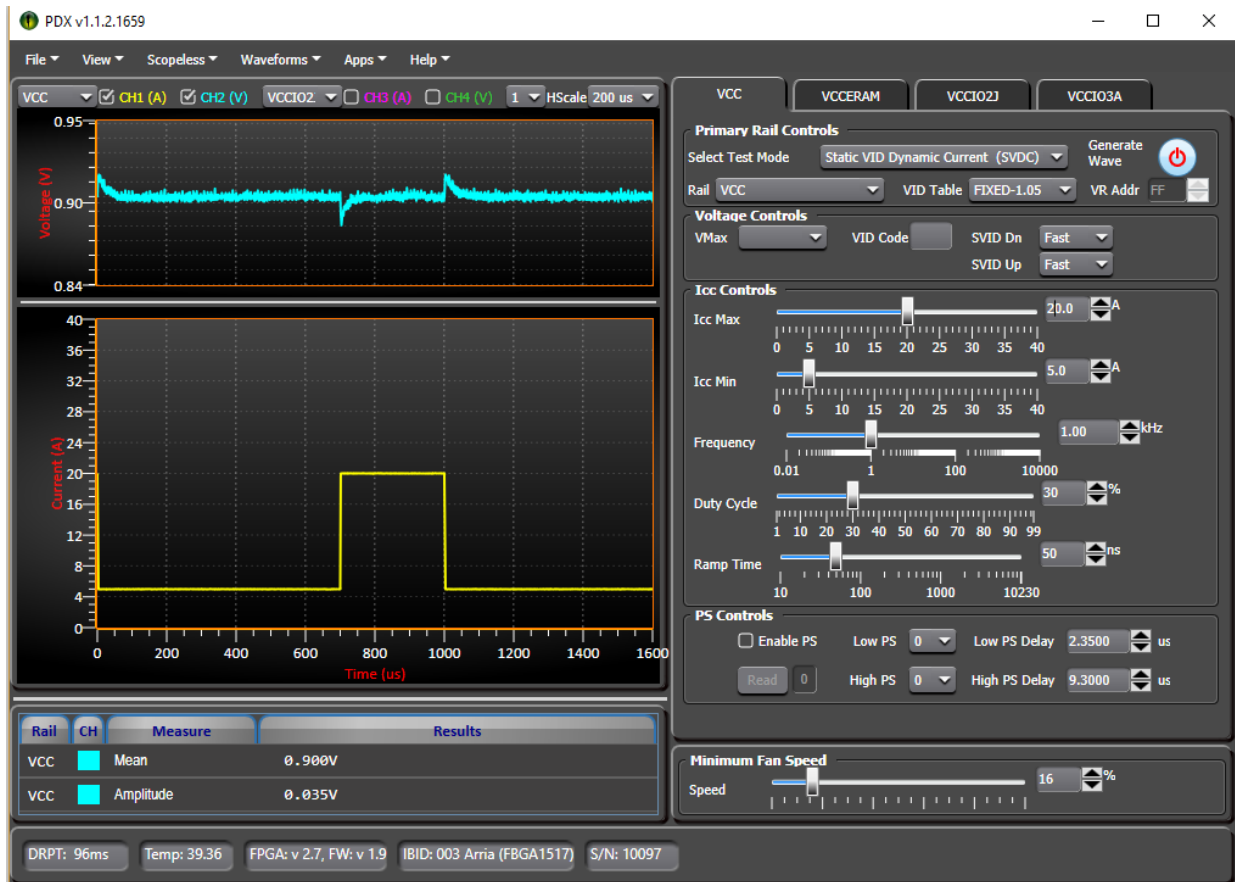 PDX v1.1.2.1659
File View Scopeless Waveforms Apps Help
VCC CH1 (A) CH2 (V) VCCIO2. CH3 (A) CH4 (V) 1 HScale 200 us
0.95
0.90
0.84
Voltage (V)
40
36
32
28
24
20
16
12
8
4
0
Current (A)
0 200 400 600 800 1000 1200 1400 1600
Time (us)
Rail CH Measure Results
VCC Mean 0.900V
VCC Amplitude 0.035V
VCC VCCERAM VCCIO2J VCCIO3A
Primary Rail Controls
Select Test Mode Static VID Dynamic Current (SVDC) Generate Wave
Rail VCC VID Table FIXED-1.05 VR Addr FF
Voltage Controls
VMax VID Code SVID Dn Fast
SVID Up Fast
Icc Controls
Icc Max 20.0 A
0 5 10 15 20 25 30 35 40
Icc Min 5.0 A
0 5 10 15 20 25 30 35 40
Frequency 1.00 kHz
0.01 1 100 10000
Duty Cycle 30 %
1 10 20 30 40 50 60 70 80 90 99
Ramp Time 50 ns
10 100 1000 10230
PS Controls
Enable PS Low PS 0 Low PS Delay 2.3500 us
Read 0 High PS 0 High PS Delay 9.3000 us
Minimum Fan Speed
Speed 16 %
DRPT: 96ms Temp: 39.36 FPGA: v 2.7, FW: v 1.9 IBID: 003 Arria (FBGA1517) S/N: 10097